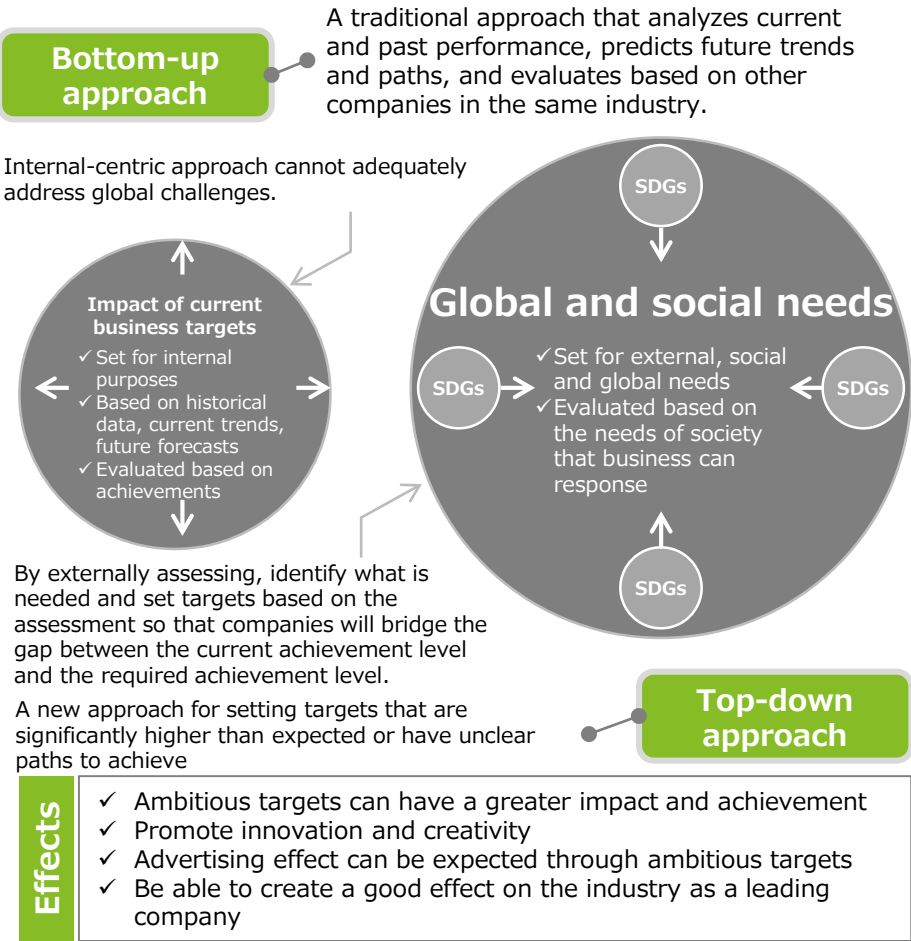 Bottom-up
approach
A traditional approach that analyzes current
and past performance, predicts future trends
and paths, and evaluates based on other
companies in the same industry.
Internal-centric approach cannot adequately
address global challenges.
Impact of current
business targets
✓ Set for internal
purposes
✓ Based on historical
data, current trends,
future forecasts
✓ Evaluated based on
achievements
SDGs
Global and social needs
SDGs
✓ Set for external, social
and global needs
✓ Evaluated based on
the needs of society
that business can
response
SDGs
SDGs
By externally assessing, identify what is
needed and set targets based on the
assessment so that companies will bridge the
gap between the current achievement level
and the required achievement level.
A new approach for setting targets that are
significantly higher than expected or have unclear
paths to achieve
Top-down
approach
Effects
✓ Ambitious targets can have a greater impact and achievement
✓ Promote innovation and creativity
✓ Advertising effect can be expected through ambitious targets
✓ Be able to create a good effect on the industry as a leading
company